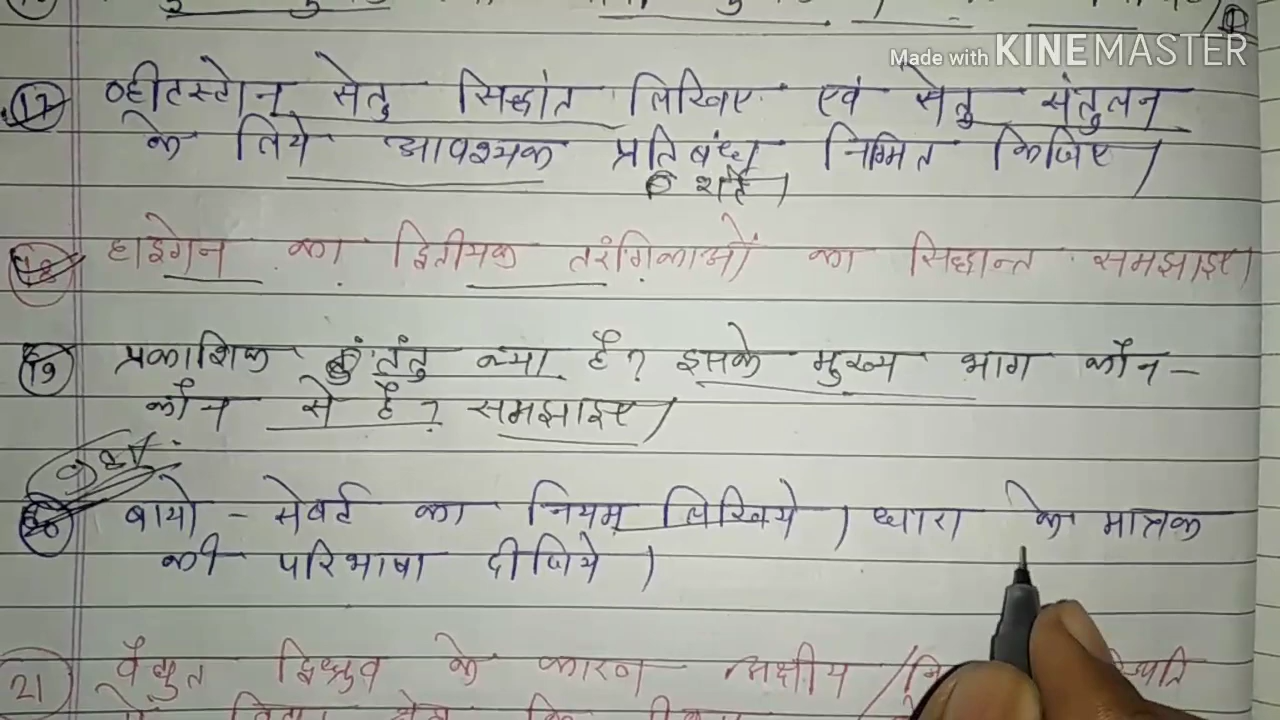 Made with KINEMASTER
17 व्हीटस्टोन सेतु सिद्धांत लिखिए एवं सेतु संतुलन
के लिये आवश्यक प्रतिबंध निगमित किजिए।
शर्ते।
18 हाइगेन का द्वितीयक तरंगिकाओं का सिद्धान्त समझाइए।
19 प्रकाशिक तंतु क्या है? इसके मुख्य भाग कौन-
कौन से है? समझाइए।
20 बायो-सेवर्ट का नियम लिखिये। धारा के मात्रक
की परिभाषा दीजिये।
21 वैद्युत द्विध्रुव के कारण अक्षीय /